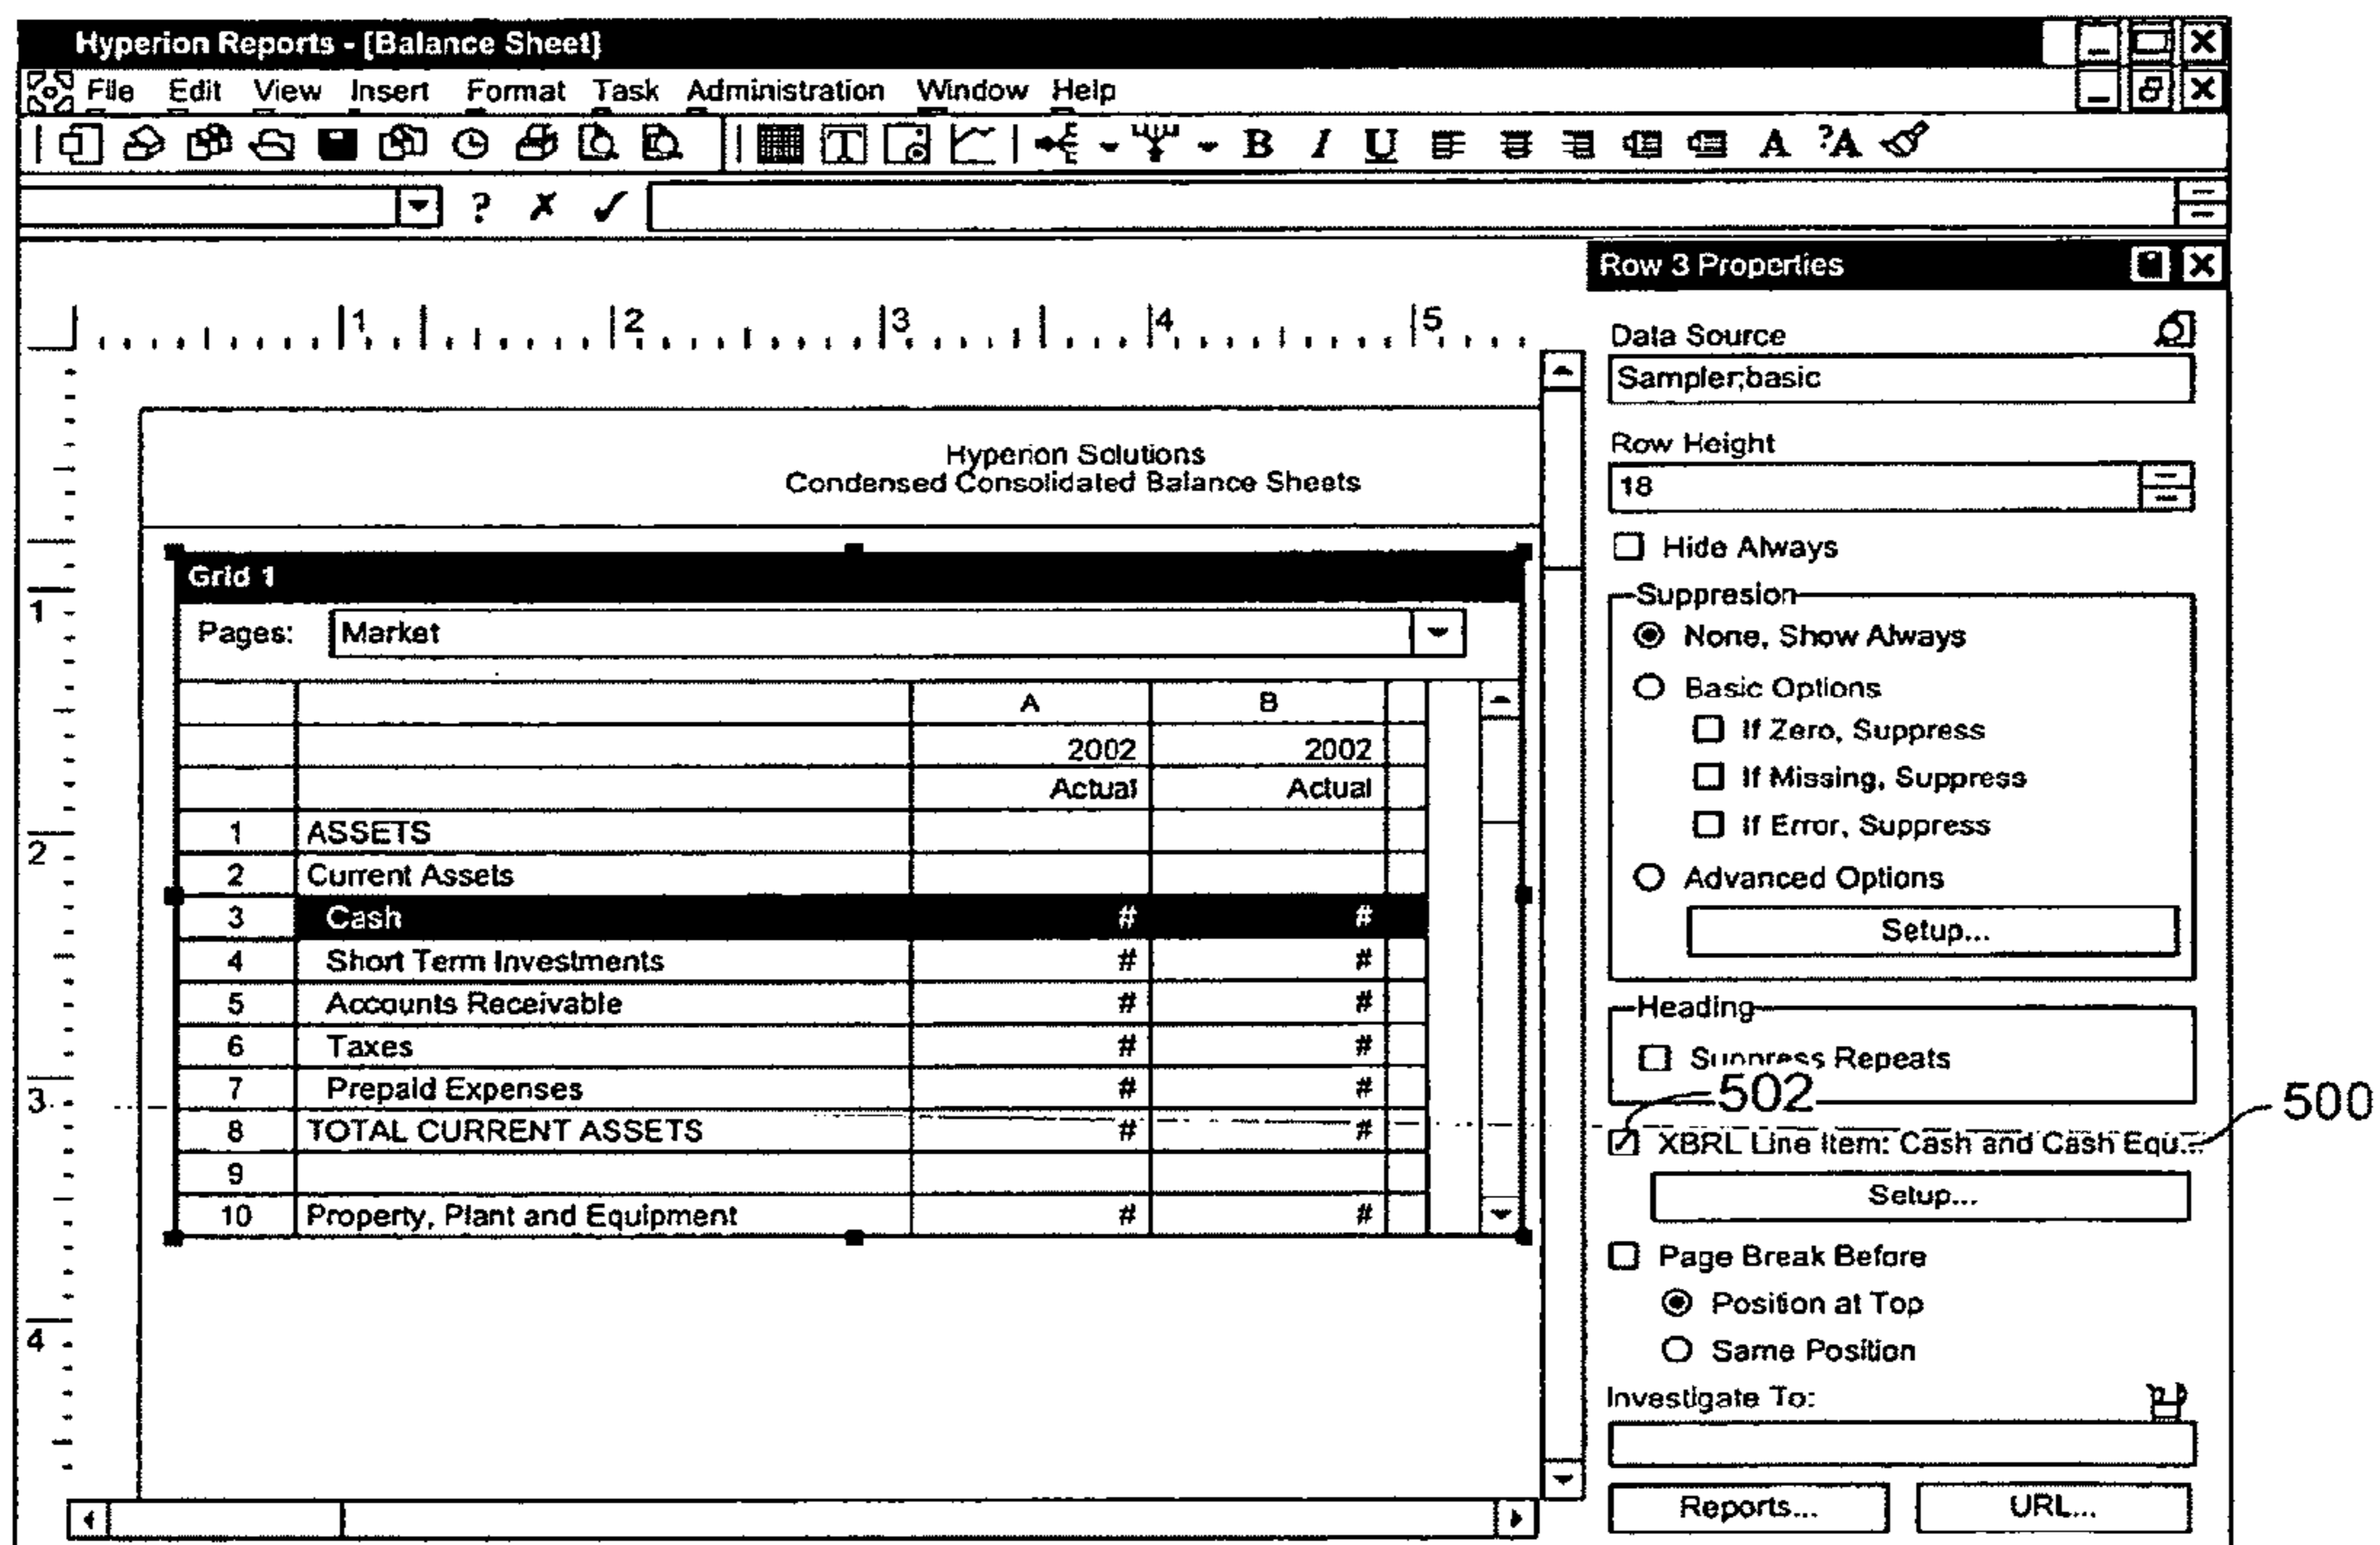 Hyperion Reports - [Balance Sheet]
File Edit View Insert Format Task Administration Window Help
B I U A ?A
? ✗ ✓
Row 3 Properties
1 2 3 4 5
Data Source
Sampler;basic
Row Height
18
Hide Always
Suppresion
None, Show Always
Basic Options
If Zero, Suppress
If Missing, Suppress
If Error, Suppress
Advanced Options
Setup...
Heading
Suppress Repeats
502
500
XBRL Line Item: Cash and Cash Equ...
Setup...
Page Break Before
Position at Top
Same Position
Investigate To:
Reports... URL...
1
2
3
4
Hyperion Solutions
Condensed Consolidated Balance Sheets
Grid 1
Pages: Market
A B
2002 2002
Actual Actual
1 ASSETS
2 Current Assets
3 Cash # #
4 Short Term Investments # #
5 Accounts Receivable # #
6 Taxes # #
7 Prepaid Expenses # #
8 TOTAL CURRENT ASSETS # #
9
10 Property, Plant and Equipment # #